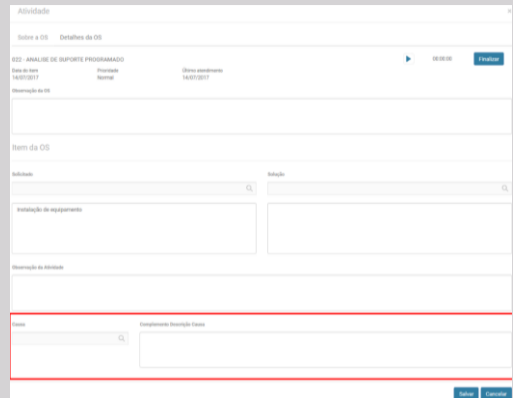 Atividade ×
Sobre a OS Detalhes da OS
022 - ANALISE DE SUPORTE PROGRAMADO 00:00:00 Finalizar
Data do item Prioridade Último atendimento
14/07/2017 Normal 14/07/2017
Observação da OS
Item da OS
Solicitado Solução
Instalação de equipamento
Observação da Atividade
Causa Complemento Descrição Causa
Salvar Cancelar